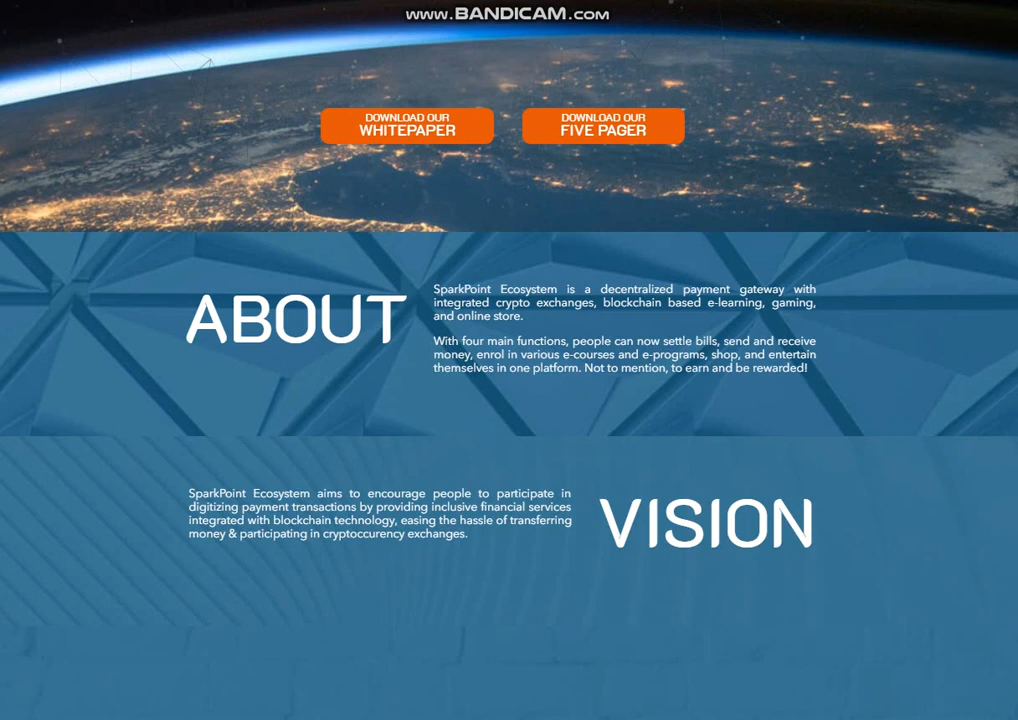 www.BANDICAM.com
DOWNLOAD OUR
WHITEPAPER
DOWNLOAD OUR
FIVE PAGER
ABOUT
SparkPoint Ecosystem is a decentralized payment gateway with
integrated crypto exchanges, blockchain based e-learning, gaming,
and online store.
With four main functions, people can now settle bills, send and receive
money, enrol in various e-courses and e-programs, shop, and entertain
themselves in one platform. Not to mention, to earn and be rewarded!
SparkPoint Ecosystem aims to encourage people to participate in
digitizing payment transactions by providing inclusive financial services
integrated with blockchain technology, easing the hassle of transferring
money & participating in cryptoccurency exchanges.
VISION